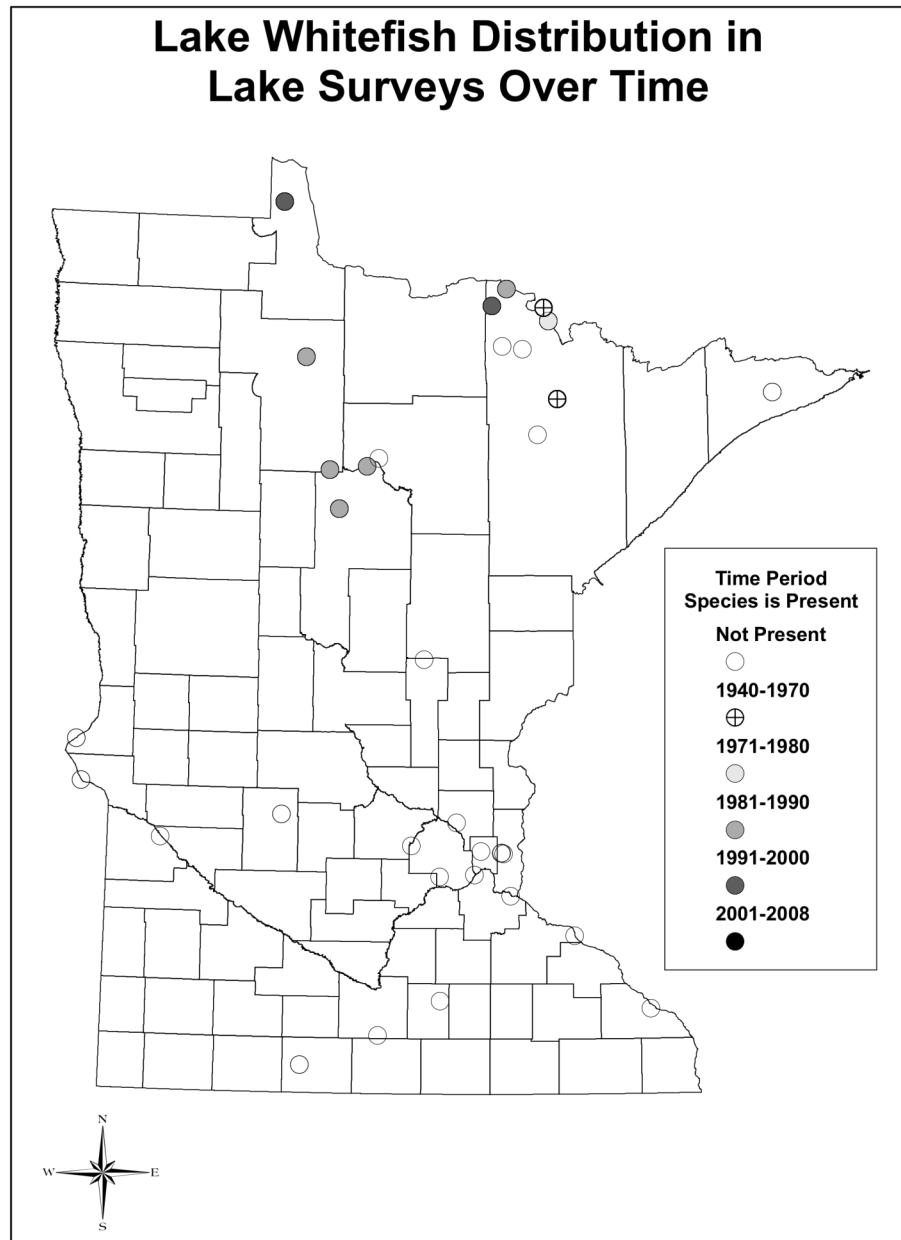 Lake Whitefish Distribution in
Lake Surveys Over Time
Time Period
Species is Present
Not Present
1940-1970
1971-1980
1981-1990
1991-2000
2001-2008
N
W
E
S